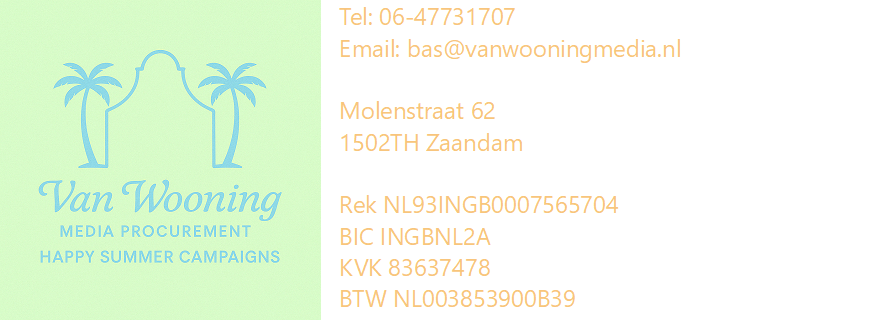 Van Wooning
MEDIA PROCUREMENT
HAPPY SUMMER CAMPAIGNS
Tel: 06-47731707
Email: bas@vanwooningmedia.nl
Molenstraat 62
1502TH Zaandam
Rek NL93INGB0007565704
BIC INGBNL2A
KVK 83637478
BTW NL003853900B39